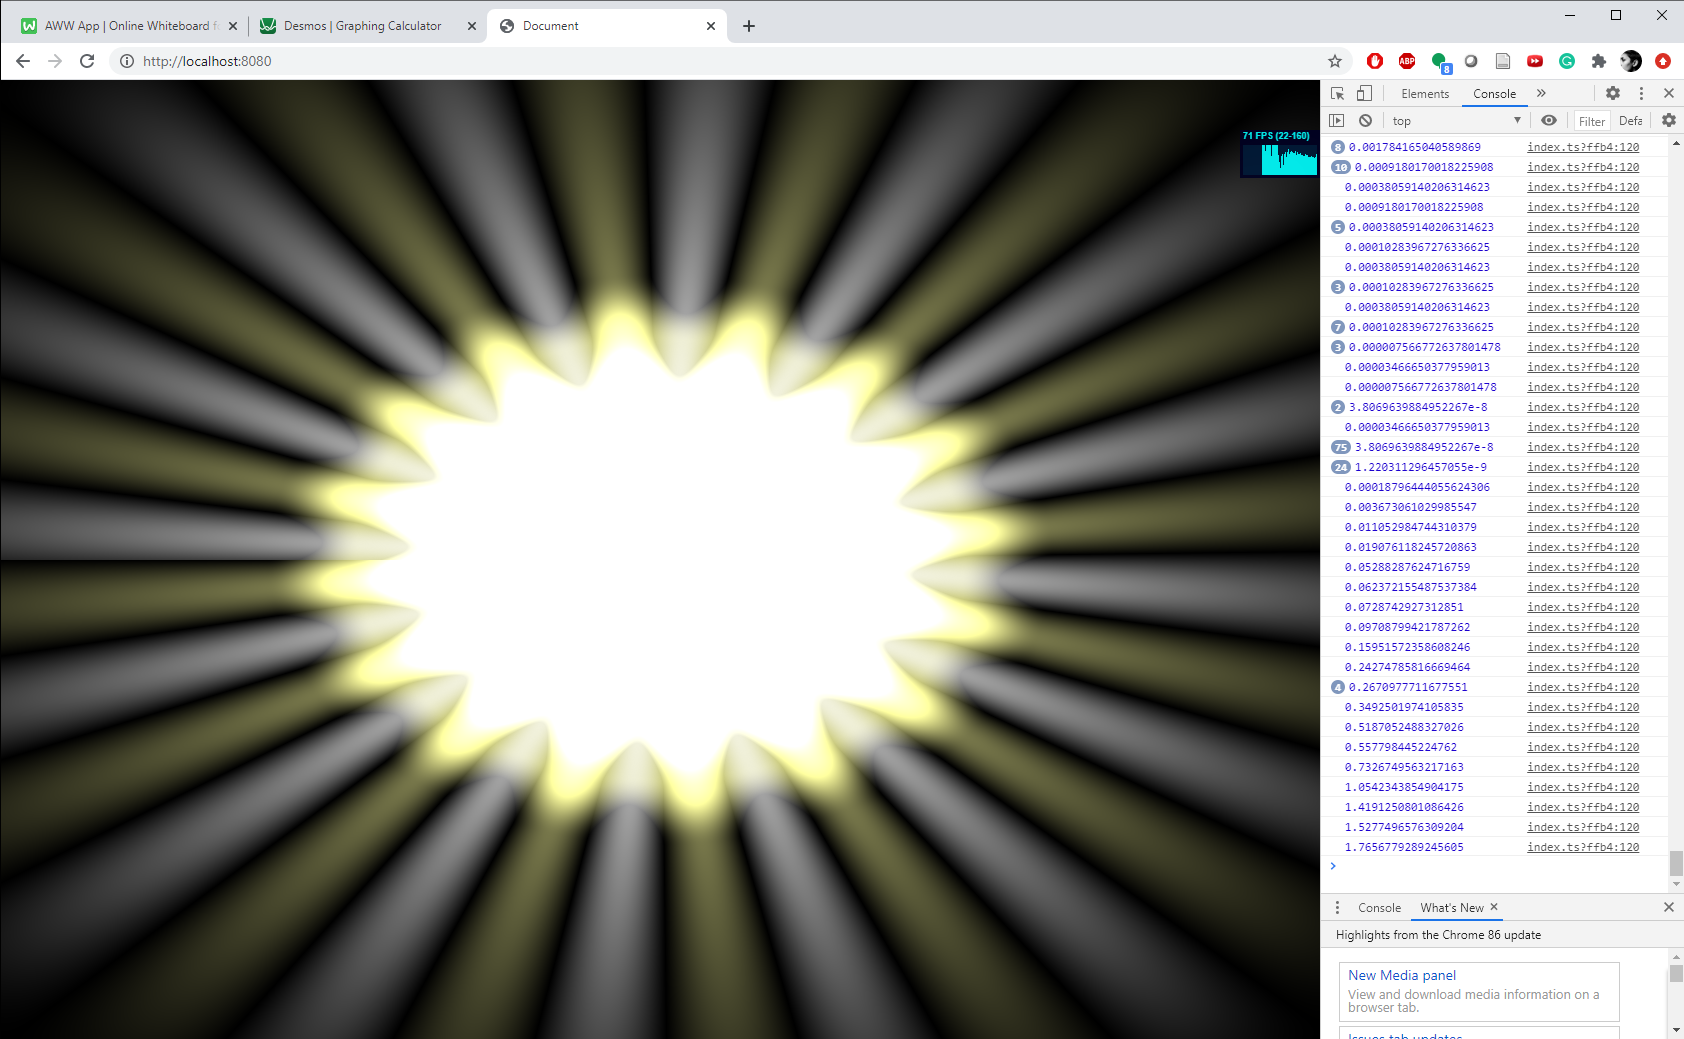 AWW App | Online Whiteboard f
Desmos | Graphing Calculator
Document
http://localhost:8080
ABP
8
71 FPS (22-160)
Elements
Console
top
Filter
Defa
8 0.001784165040589869 index.ts?ffb4:120
10 0.0009180170018225908 index.ts?ffb4:120
0.00038059140206314623 index.ts?ffb4:120
0.0009180170018225908 index.ts?ffb4:120
5 0.00038059140206314623 index.ts?ffb4:120
0.00010283967276336625 index.ts?ffb4:120
0.00038059140206314623 index.ts?ffb4:120
3 0.00010283967276336625 index.ts?ffb4:120
0.00038059140206314623 index.ts?ffb4:120
7 0.00010283967276336625 index.ts?ffb4:120
3 0.000007566772637801478 index.ts?ffb4:120
0.00003466650377959013 index.ts?ffb4:120
0.000007566772637801478 index.ts?ffb4:120
2 3.8069639884952267e-8 index.ts?ffb4:120
0.00003466650377959013 index.ts?ffb4:120
75 3.8069639884952267e-8 index.ts?ffb4:120
24 1.220311296457055e-9 index.ts?ffb4:120
0.00018796444055624306 index.ts?ffb4:120
0.003673061029985547 index.ts?ffb4:120
0.011052984744310379 index.ts?ffb4:120
0.019076118245720863 index.ts?ffb4:120
0.05288287624716759 index.ts?ffb4:120
0.062372155487537384 index.ts?ffb4:120
0.0728742927312851 index.ts?ffb4:120
0.09708799421787262 index.ts?ffb4:120
0.15951572358608246 index.ts?ffb4:120
0.24274785816669464 index.ts?ffb4:120
4 0.2670977711677551 index.ts?ffb4:120
0.3492501974105835 index.ts?ffb4:120
0.5187052488327026 index.ts?ffb4:120
0.557798445224762 index.ts?ffb4:120
0.7326749563217163 index.ts?ffb4:120
1.0542343854904175 index.ts?ffb4:120
1.4191250801086426 index.ts?ffb4:120
1.5277496576309204 index.ts?ffb4:120
1.7656779289245605 index.ts?ffb4:120
Console
What's New
Highlights from the Chrome 86 update
New Media panel
View and download media information on a
browser tab.
Issues tab updates